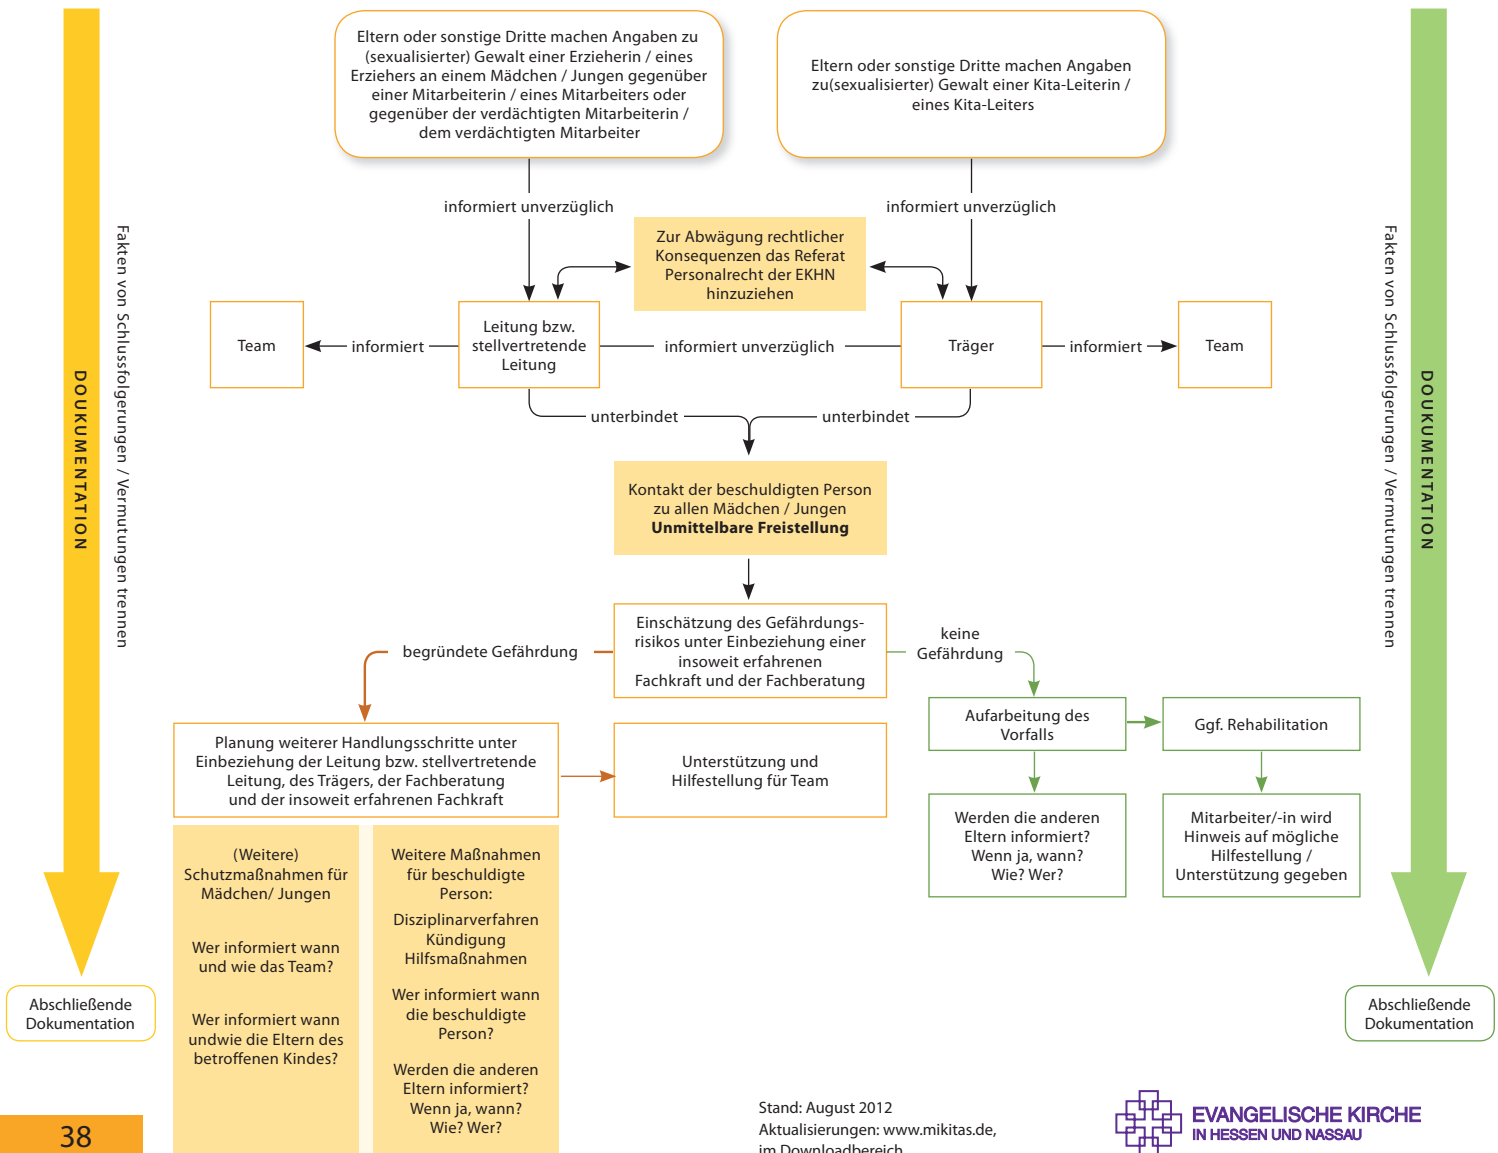 Eltern oder sonstige Dritte machen Angaben zu
(sexualisierter) Gewalt einer Erzieherin / eines
Erziehers an einem Mädchen / Jungen gegenüber
einer Mitarbeiterin / eines Mitarbeiters oder
gegenüber der verdächtigten Mitarbeiterin /
dem verdächtigten Mitarbeiter
Eltern oder sonstige Dritte machen Angaben
zu(sexualisierter) Gewalt einer Kita-Leiterin /
eines Kita-Leiters
informiert unverzüglich
informiert unverzüglich
Zur Abwägung rechtlicher
Konsequenzen das Referat
Personalrecht der EKHN
hinzuziehen
Team
informiert
Leitung bzw.
stellvertretende
Leitung
informiert unverzüglich
Träger
informiert
Team
unterbindet
unterbindet
Kontakt der beschuldigten Person
zu allen Mädchen / Jungen
Unmittelbare Freistellung
Einschätzung des Gefährdungs-
risikos unter Einbeziehung einer
insoweit erfahrenen
Fachkraft und der Fachberatung
begründete Gefährdung
keine
Gefährdung
Planung weiterer Handlungsschritte unter
Einbeziehung der Leitung bzw. stellvertretende
Leitung, des Trägers, der Fachberatung
und der insoweit erfahrenen Fachkraft
Unterstützung und
Hilfestellung für Team
Aufarbeitung des
Vorfalls
Ggf. Rehabilitation
Werden die anderen
Eltern informiert?
Wenn ja, wann?
Wie? Wer?
Mitarbeiter/-in wird
Hinweis auf mögliche
Hilfestellung /
Unterstützung gegeben
(Weitere)
Schutzmaßnahmen für
Mädchen/ Jungen
Wer informiert wann
und wie das Team?
Wer informiert wann
undwie die Eltern des
betroffenen Kindes?
Weitere Maßnahmen
für beschuldigte
Person:
Disziplinarverfahren
Kündigung
Hilfsmaßnahmen
Wer informiert wann
die beschuldigte
Person?
Werden die anderen
Eltern informiert?
Wenn ja, wann?
Wie? Wer?
DOUKUMENTATION
Fakten von Schlussfolgerungen / Vermutungen trennen
Abschließende
Dokumentation
Fakten von Schlussfolgerungen / Vermutungen trennen
DOUKUMENTATION
Abschließende
Dokumentation
38
Stand: August 2012
Aktualisierungen: www.mikitas.de,
im Downloadbereich
EVANGELISCHE KIRCHE
IN HESSEN UND NASSAU